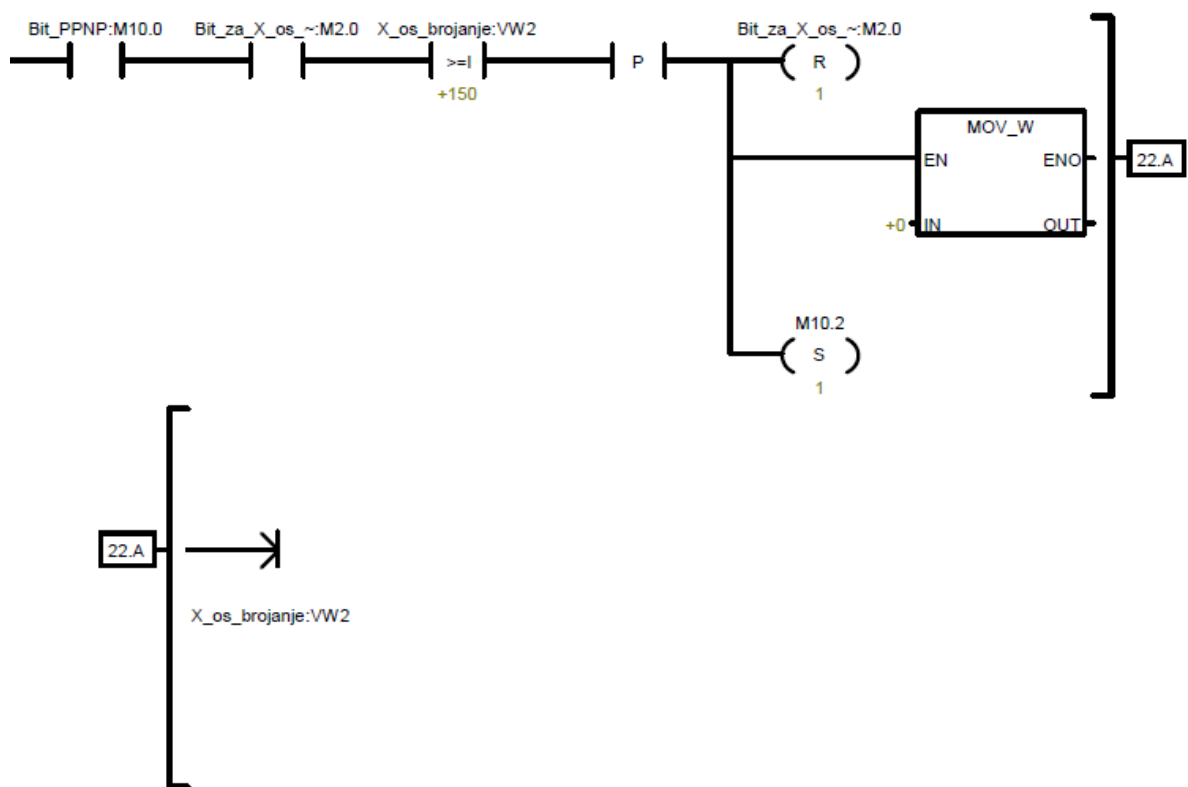 Bit_PPNP:M10.0 Bit_za_X_os_~:M2.0 X_os_brojanje:VW2 Bit_za_X_os_~:M2.0
>=I P R
+150 1
MOV_W
EN ENO 22.A
+0 IN OUT
M10.2
S
1
22.A
X_os_brojanje:VW2